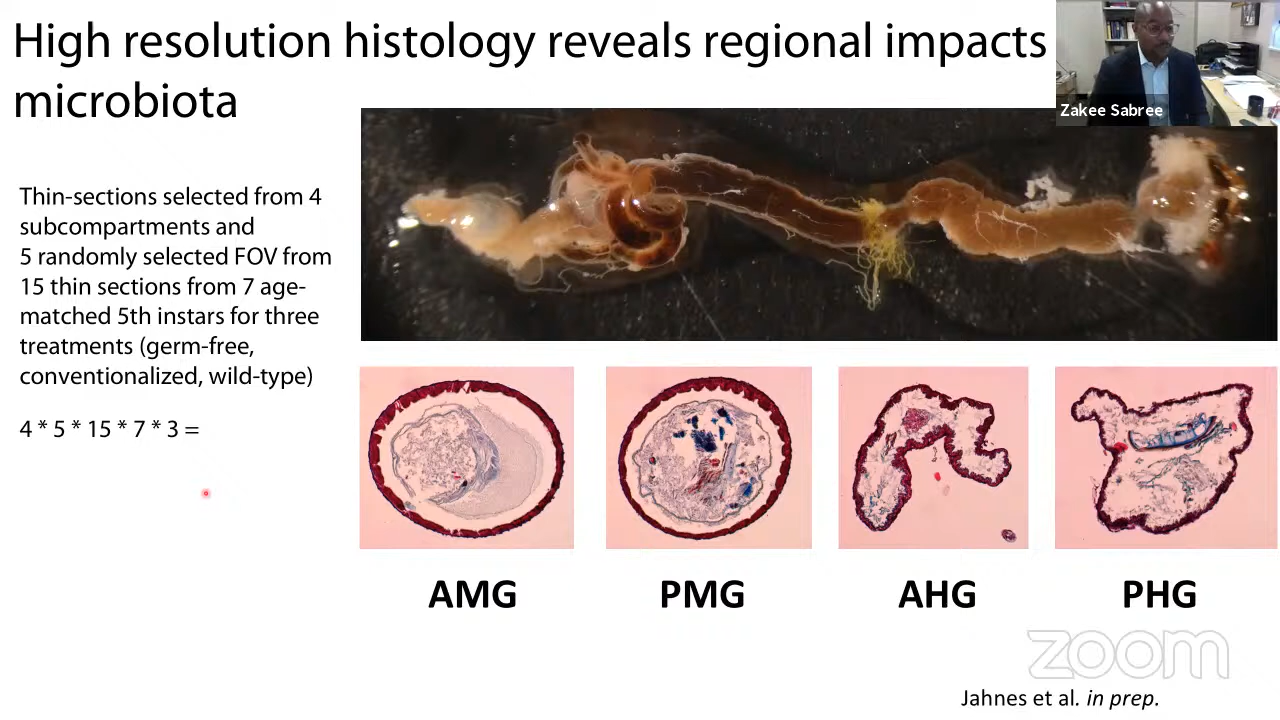 High resolution histology reveals regional impacts
microbiota
Zakee Sabree
Thin-sections selected from 4
subcompartments and
5 randomly selected FOV from
15 thin sections from 7 age-
matched 5th instars for three
treatments (germ-free,
conventionalized, wild-type)
4 * 5 * 15 * 7 * 3 =
AMG
PMG
AHG
PHG
zoom
Jahnes et al. in prep.